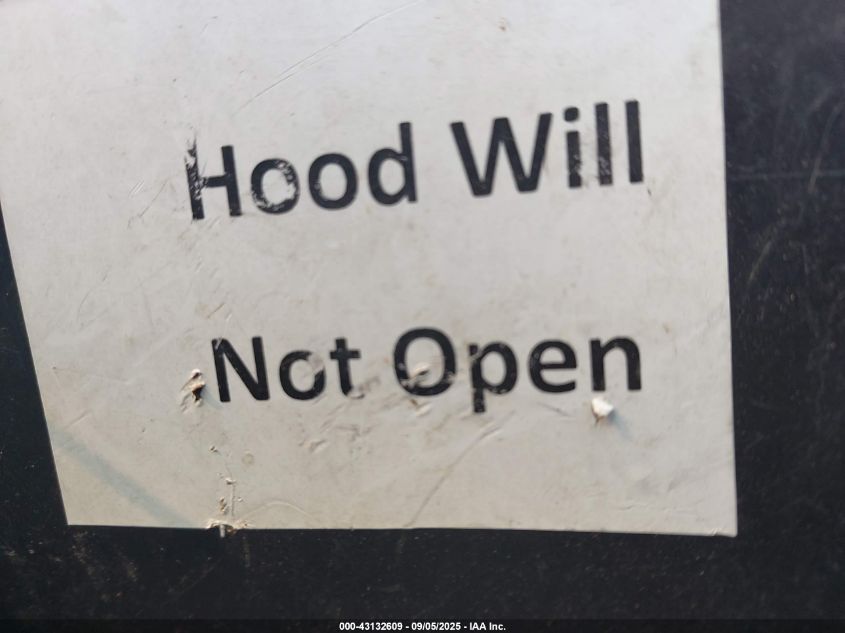 Hood Will
Not Open
000-43132609 - 09/05/2025 - IAA Inc.